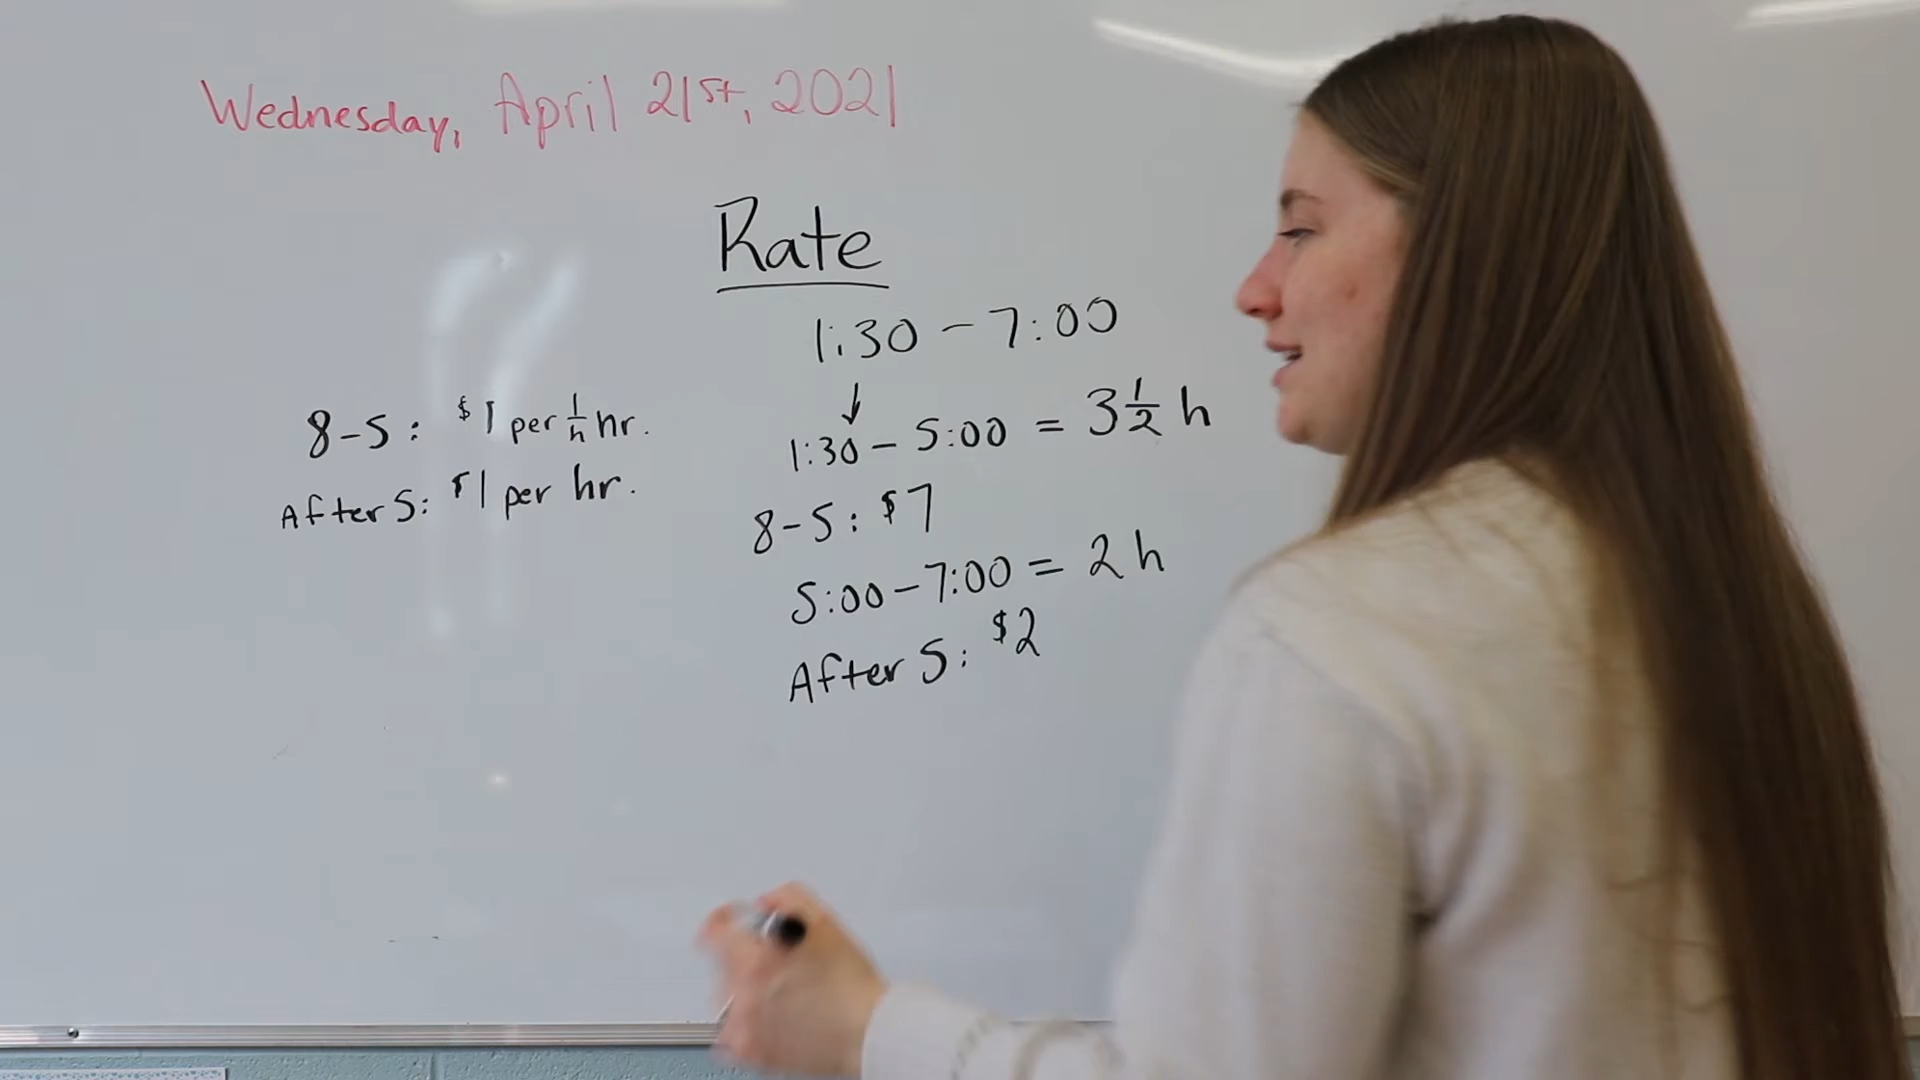 Wednesday, April 21st, 2021
Rate
1:30 - 7:00
8-5: $1 per 1/h hr.
After 5: $1 per hr.
1:30 - 5:00 = 3 1/2 h
8-5: $7
5:00 - 7:00 = 2 h
After 5: $2